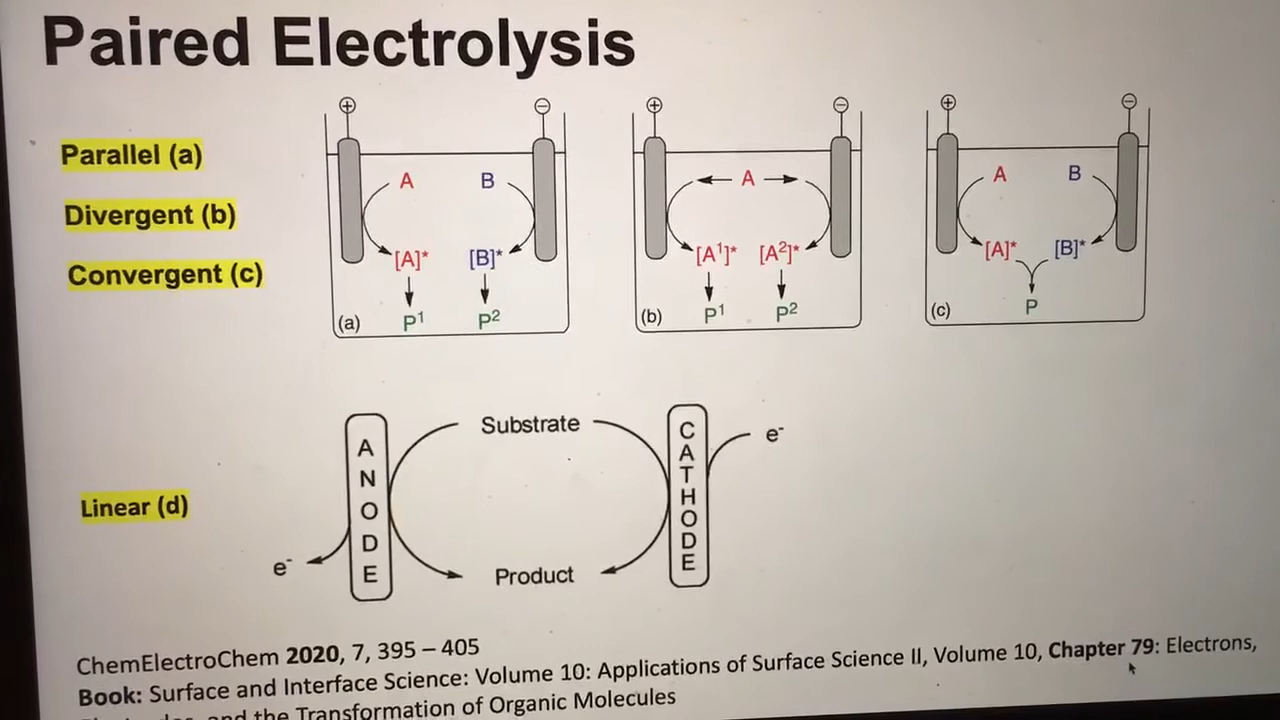 Paired Electrolysis
Parallel (a)
Divergent (b)
Convergent (c)
+ −
A B
[A]* [B]*
(a) P¹ P²
+ −
← A →
[A¹]* [A²]*
(b) P¹ P²
+ −
A B
[A]* [B]*
(c) P
Linear (d)
ANODE
Substrate
CATHODE
e⁻
e⁻
Product
ChemElectroChem 2020, 7, 395 – 405
Book: Surface and Interface Science: Volume 10: Applications of Surface Science II, Volume 10, Chapter 79: Electrons,
and the Transformation of Organic Molecules